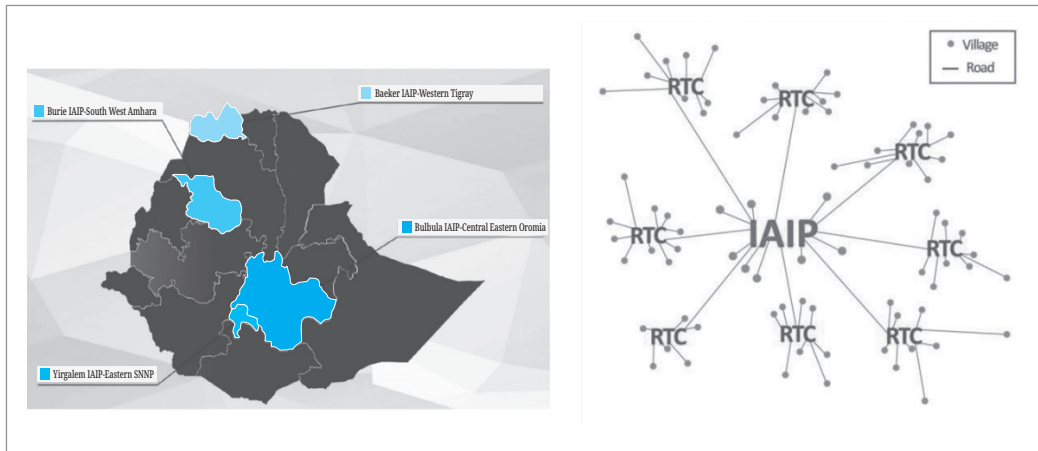 Baeker IAIP-Western Tigray
Burie IAIP-South West Amhara
Bulbula IAIP-Central Eastern Oromia
Yirgalem IAIP-Eastern SNNP
Village
Road
RTC
RTC
RTC
RTC
IAIP
RTC
RTC
RTC
RTC